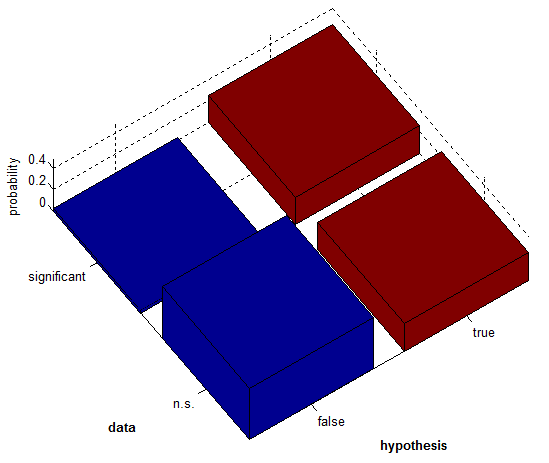 probability
0.4
0.2
0
significant
n.s.
data
false
true
hypothesis